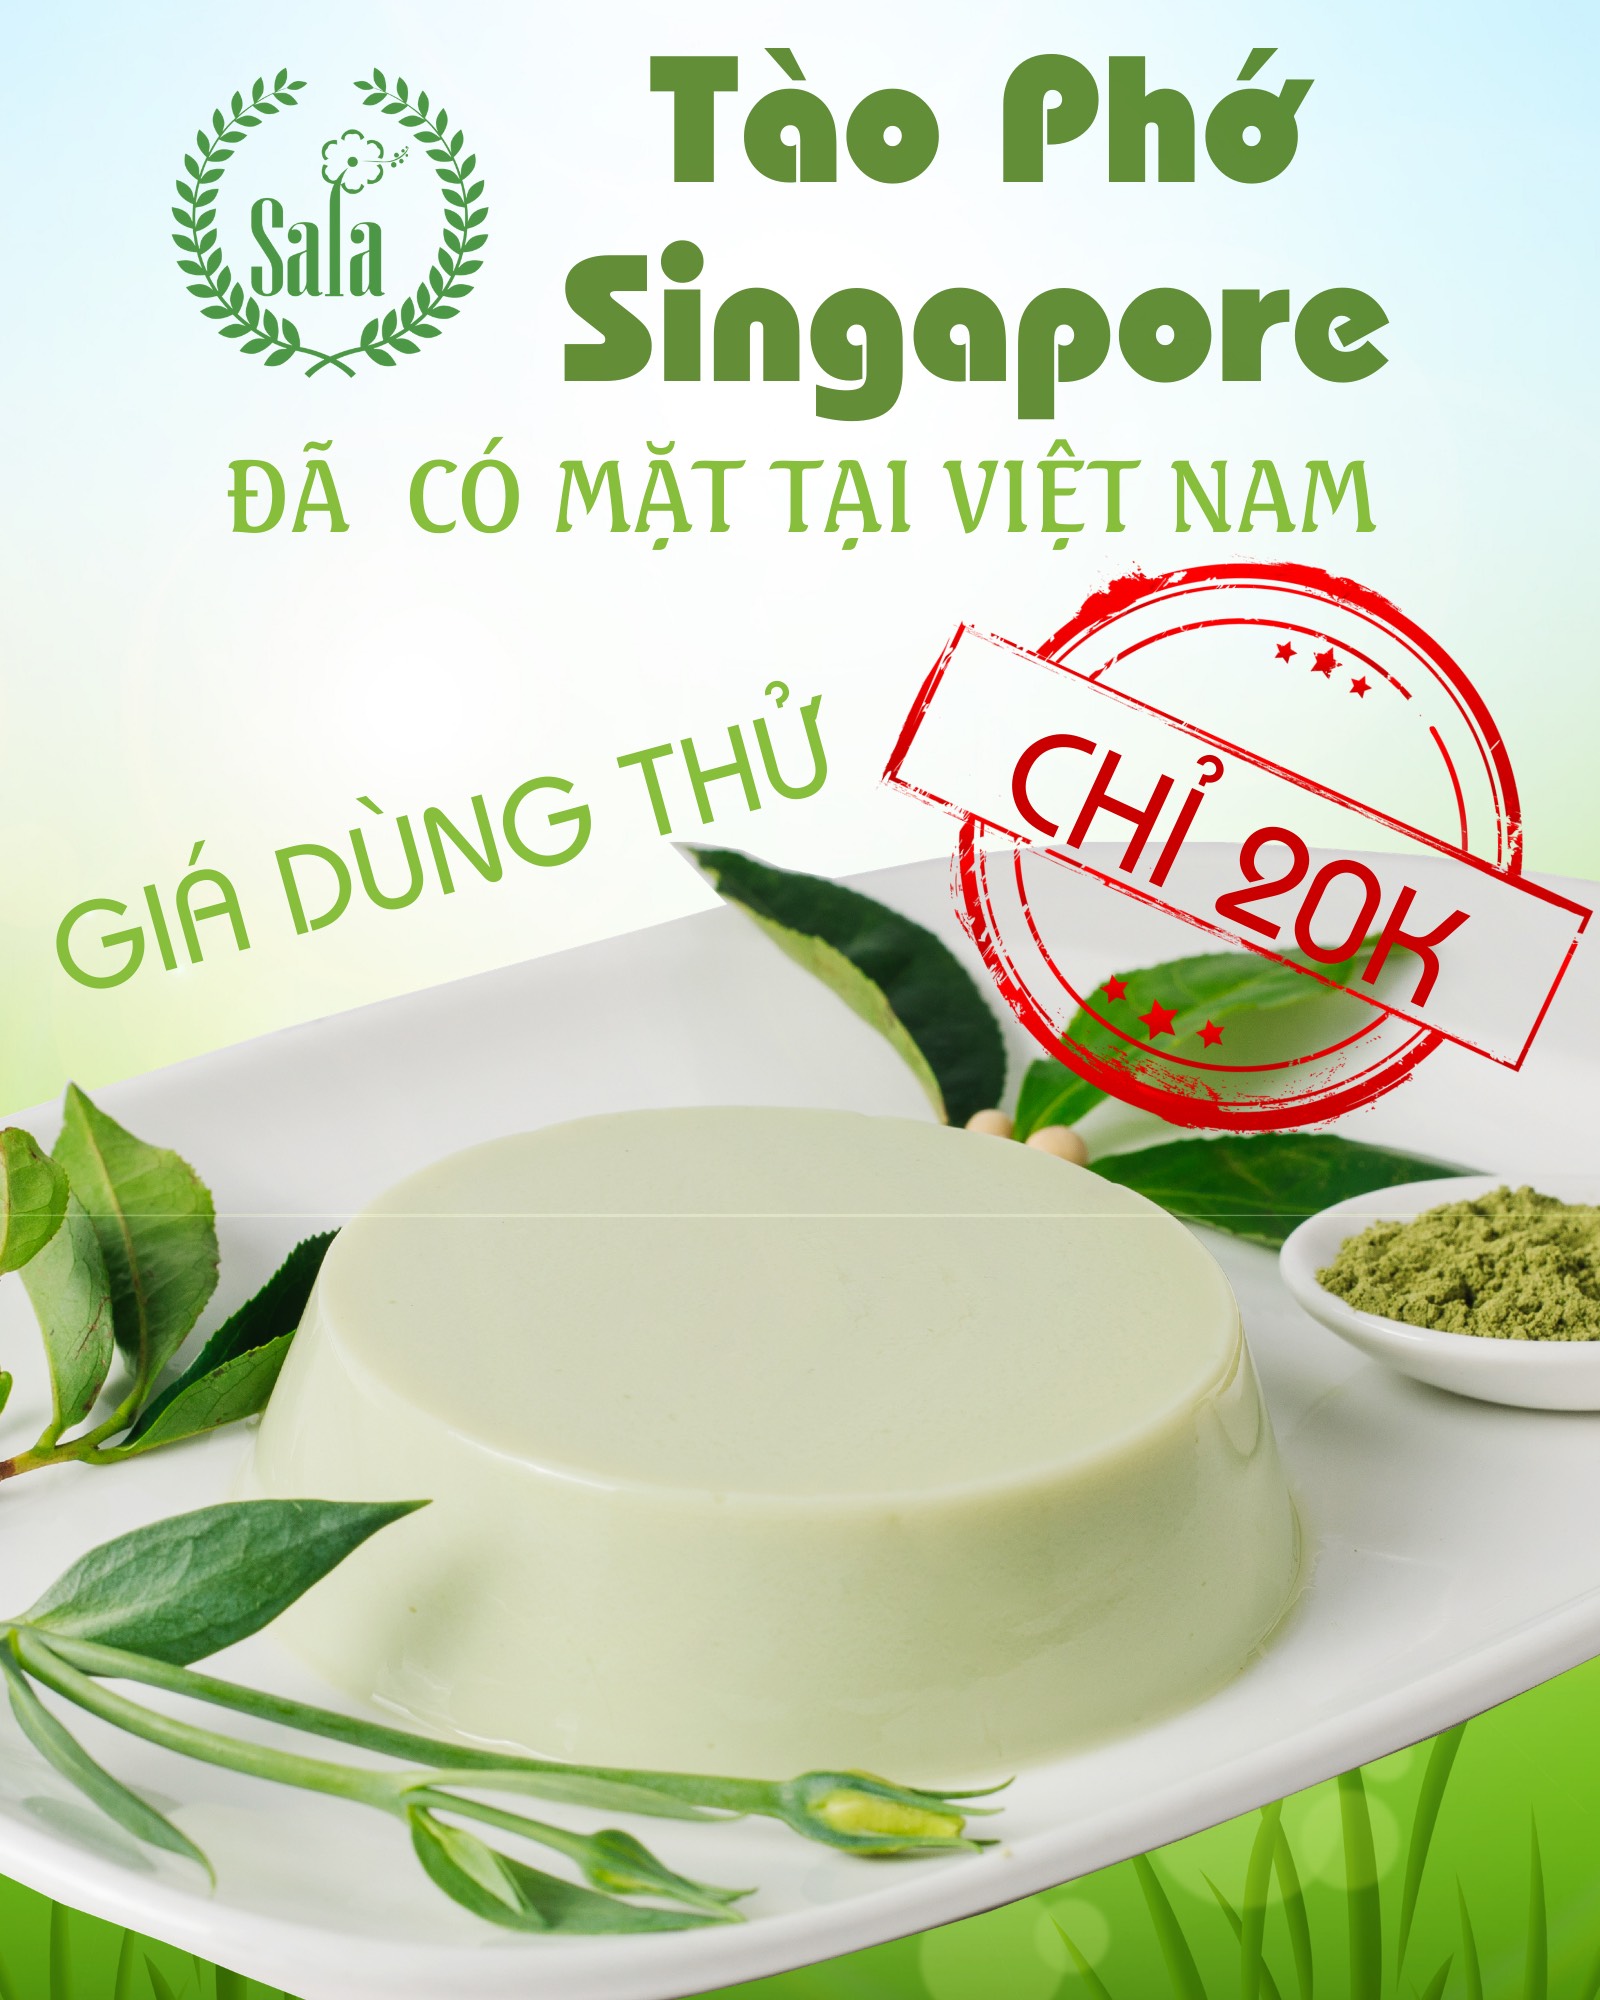 Sala
Tào Phớ
Singapore
ĐÃ CÓ MẶT TẠI VIỆT NAM
GIÁ DÙNG THỬ
CHỈ 20K